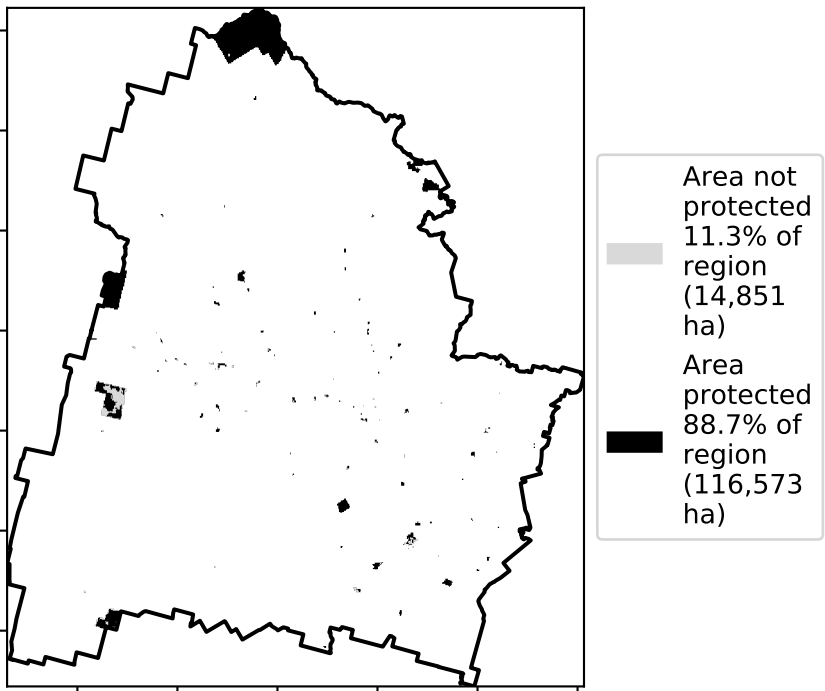 Area not
protected
11.3% of
region
(14,851
ha)
Area
protected
88.7% of
region
(116,573
ha)